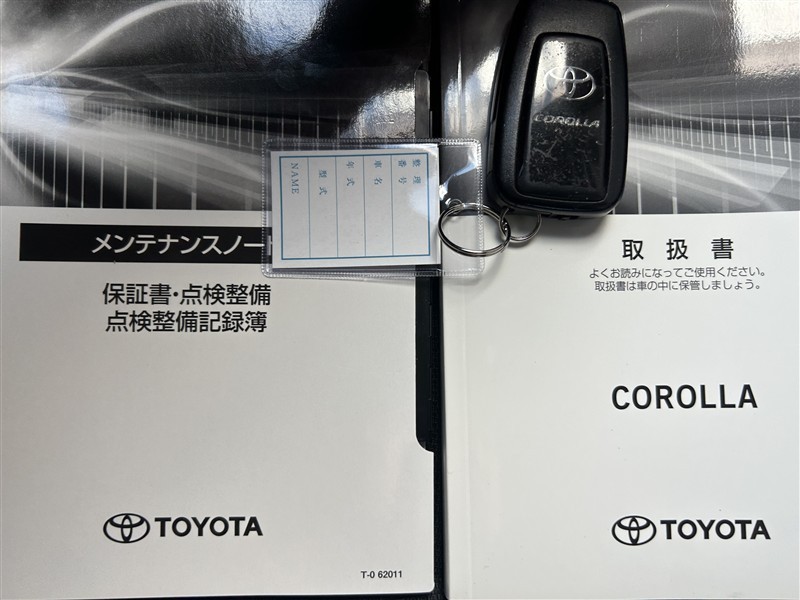 メンテナンスノー
保証書・点検整備
点検整備記録簿
TOYOTA
T-0 62011
整理
番号
車名
年式
型式
NAME
COROLLA
取扱書
よくお読みになってご使用ください。
取扱書は車の中に保管しましょう。
COROLLA
TOYOTA